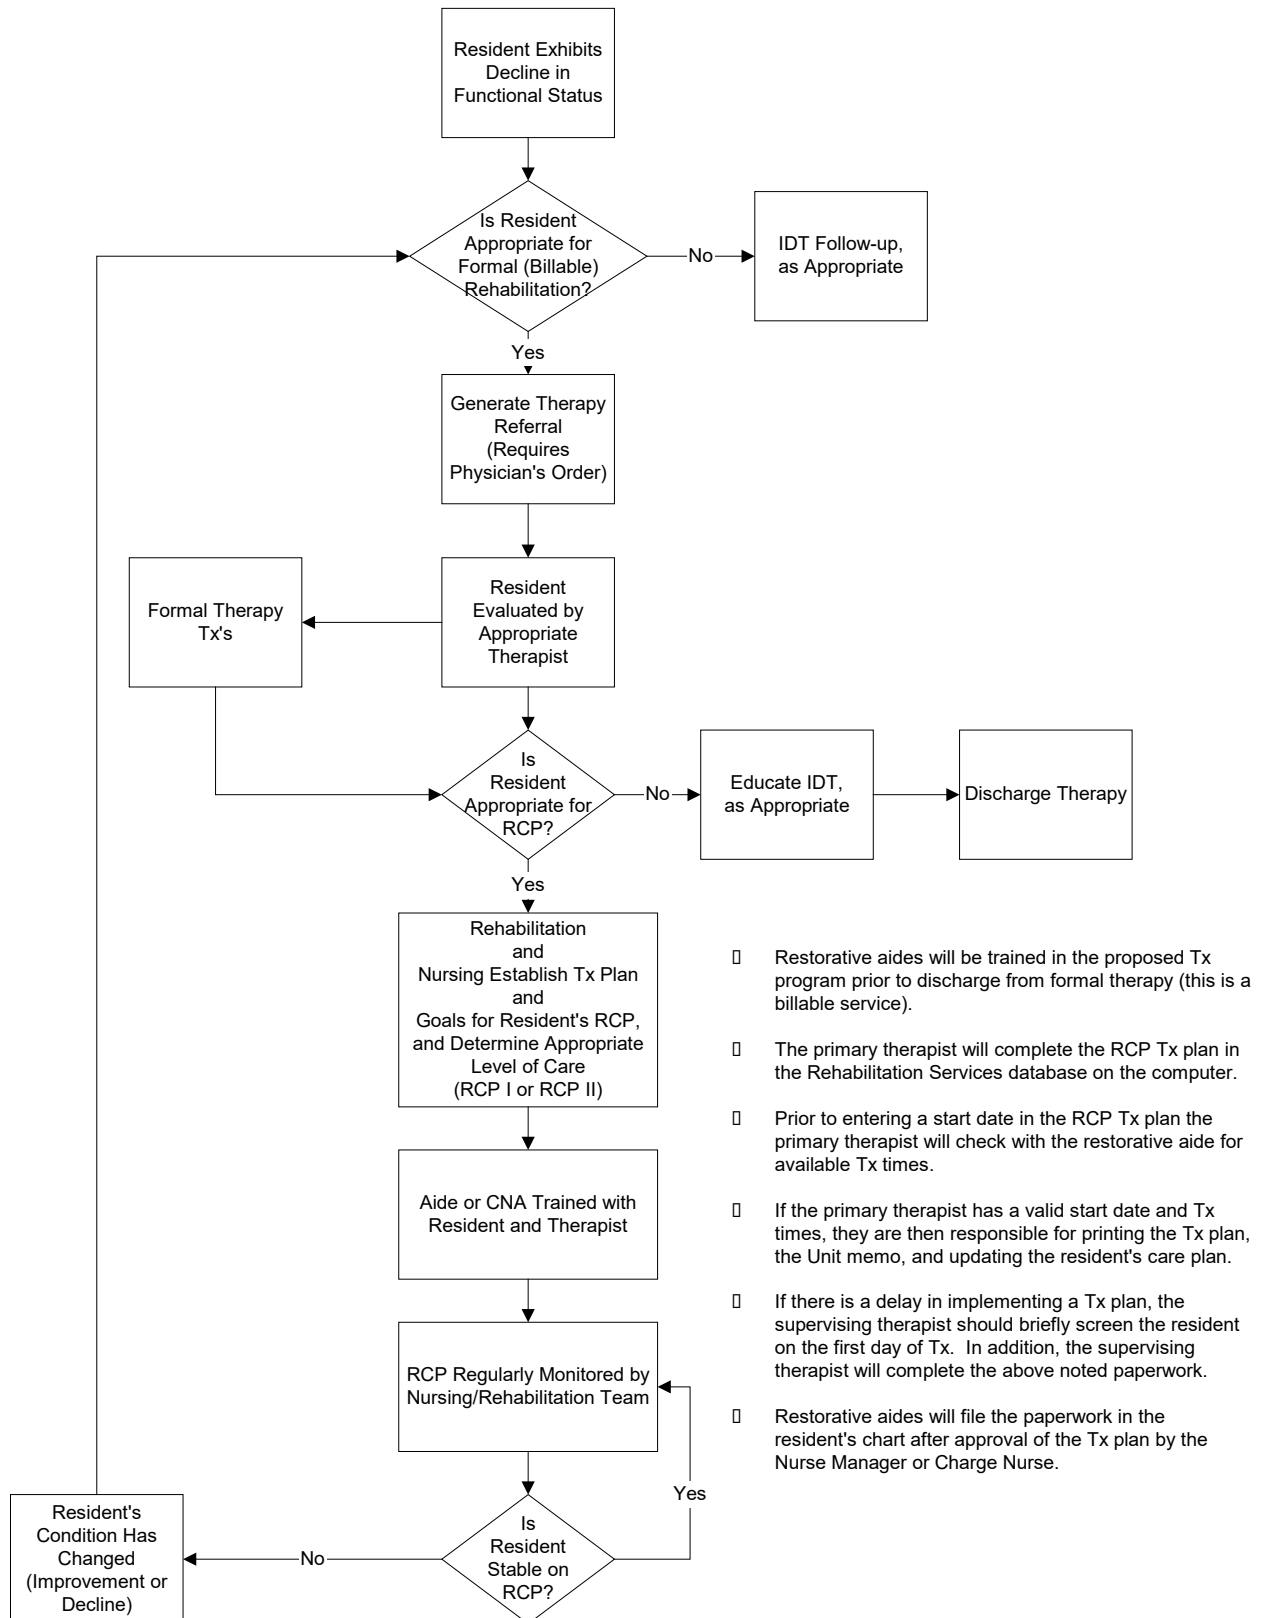 Resident Exhibits
Decline in
Functional Status
Is Resident
Appropriate for
Formal (Billable)
Rehabilitation?
No
IDT Follow-up,
as Appropriate
Yes
Generate Therapy
Referral
(Requires
Physician's Order)
Resident
Evaluated by
Appropriate
Therapist
Formal Therapy
Tx's
Is
Resident
Appropriate for
RCP?
No
Educate IDT,
as Appropriate
Discharge Therapy
Yes
Rehabilitation
and
Nursing Establish Tx Plan
and
Goals for Resident's RCP,
and Determine Appropriate
Level of Care
(RCP I or RCP II)
Aide or CNA Trained with
Resident and Therapist
RCP Regularly Monitored by
Nursing/Rehabilitation Team
Yes
Is
Resident
Stable on
RCP?
No
Resident's
Condition Has
Changed
(Improvement or
Decline)
Restorative aides will be trained in the proposed Tx
program prior to discharge from formal therapy (this is a
billable service).
The primary therapist will complete the RCP Tx plan in
the Rehabilitation Services database on the computer.
Prior to entering a start date in the RCP Tx plan the
primary therapist will check with the restorative aide for
available Tx times.
If the primary therapist has a valid start date and Tx
times, they are then responsible for printing the Tx plan,
the Unit memo, and updating the resident's care plan.
If there is a delay in implementing a Tx plan, the
supervising therapist should briefly screen the resident
on the first day of Tx.  In addition, the supervising
therapist will complete the above noted paperwork.
Restorative aides will file the paperwork in the
resident's chart after approval of the Tx plan by the
Nurse Manager or Charge Nurse.